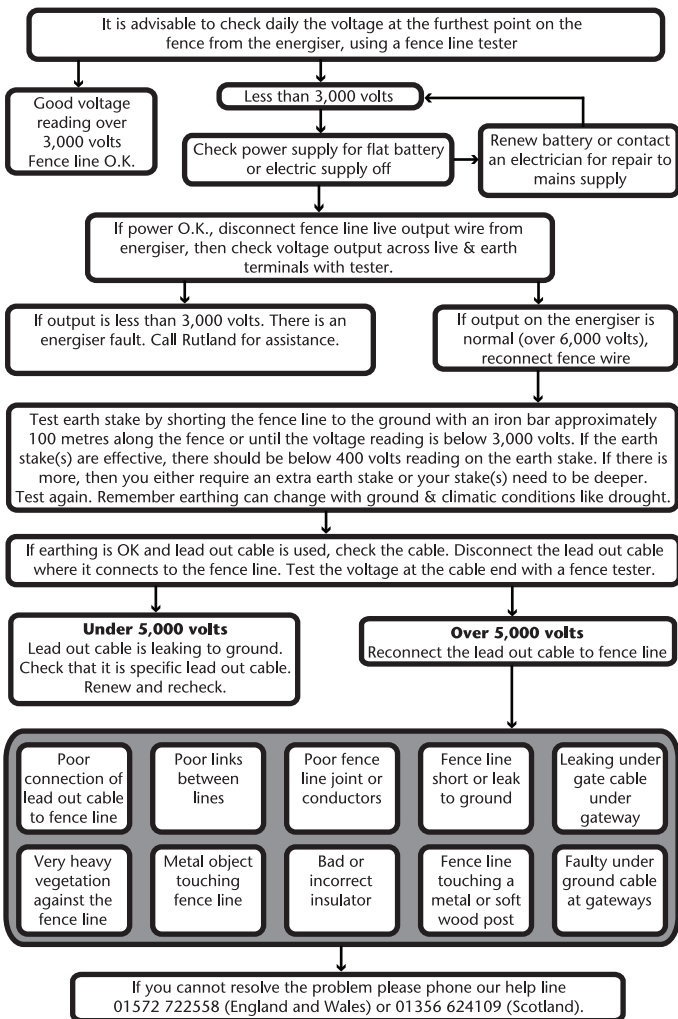 It is advisable to check daily the voltage at the furthest point on the
fence from the energiser, using a fence line tester
Good voltage
reading over
3,000 volts
Fence line O.K.
Less than 3,000 volts
Check power supply for flat battery
or electric supply off
Renew battery or contact
an electrician for repair to
mains supply
If power O.K., disconnect fence line live output wire from
energiser, then check voltage output across live & earth
terminals with tester.
If output is less than 3,000 volts. There is an
energiser fault. Call Rutland for assistance.
If output on the energiser is
normal (over 6,000 volts),
reconnect fence wire
Test earth stake by shorting the fence line to the ground with an iron bar approximately
100 metres along the fence or until the voltage reading is below 3,000 volts. If the earth
stake(s) are effective, there should be below 400 volts reading on the earth stake. If there is
more, then you either require an extra earth stake or your stake(s) need to be deeper.
Test again. Remember earthing can change with ground & climatic conditions like drought.
If earthing is OK and lead out cable is used, check the cable. Disconnect the lead out cable
where it connects to the fence line. Test the voltage at the cable end with a fence tester.
Under 5,000 volts
Lead out cable is leaking to ground.
Check that it is specific lead out cable.
Renew and recheck.
Over 5,000 volts
Reconnect the lead out cable to fence line
Poor
connection of
lead out cable
to fence line
Poor links
between
lines
Poor fence
line joint or
conductors
Fence line
short or leak
to ground
Leaking under
gate cable
under
gateway
Very heavy
vegetation
against the
fence line
Metal object
touching
fence line
Bad or
incorrect
insulator
Fence line
touching a
metal or soft
wood post
Faulty under
ground cable
at gateways
If you cannot resolve the problem please phone our help line
01572 722558 (England and Wales) or 01356 624109 (Scotland).